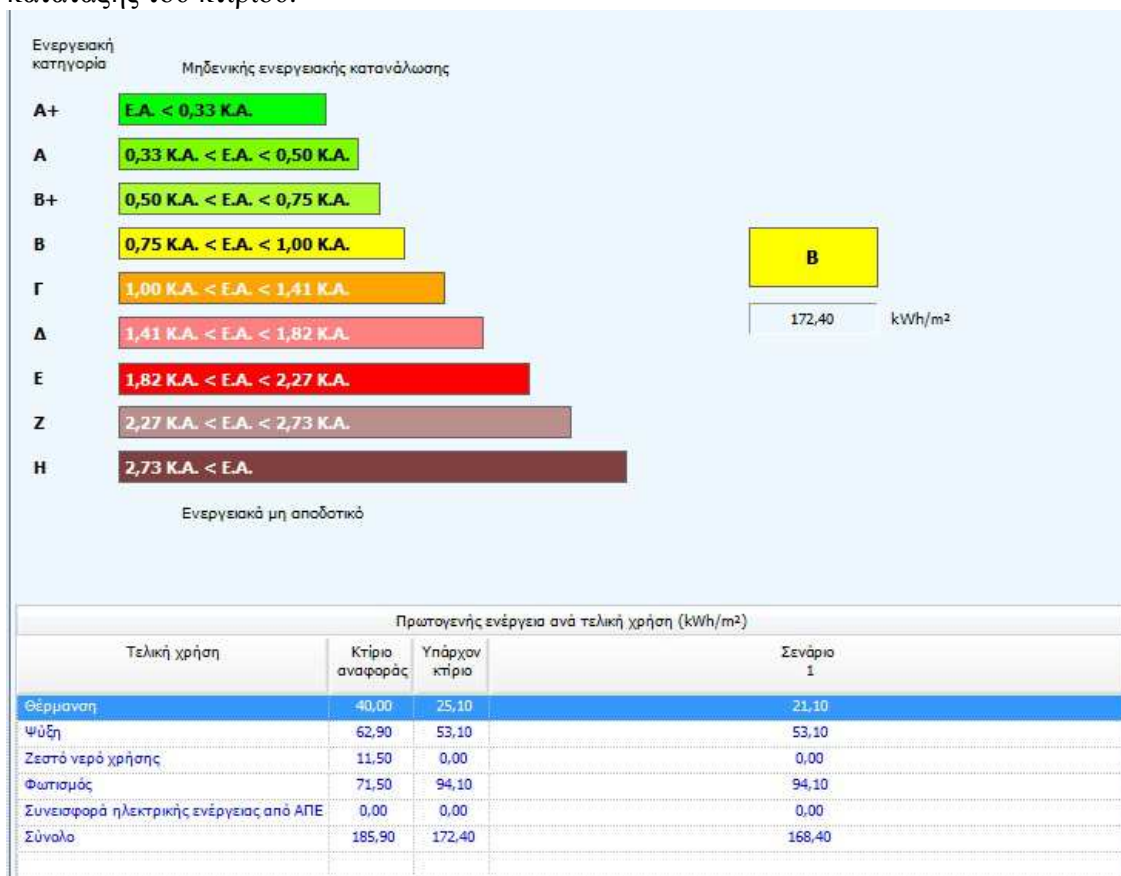 κατάταξης του κτιρίου.
Ενεργειακή
κατηγορία
Μηδενικής ενεργειακής κατανάλωσης
A+ E.A. < 0,33 K.A.
A 0,33 K.A. < E.A. < 0,50 K.A.
B+ 0,50 K.A. < E.A. < 0,75 K.A.
B 0,75 K.A. < E.A. < 1,00 K.A.
B
Γ 1,00 K.A. < E.A. < 1,41 K.A.
172,40 kWh/m²
Δ 1,41 K.A. < E.A. < 1,82 K.A.
E 1,82 K.A. < E.A. < 2,27 K.A.
Z 2,27 K.A. < E.A. < 2,73 K.A.
H 2,73 K.A. < E.A.
Ενεργειακά μη αποδοτικό
Πρωτογενής ενέργεια ανά τελική χρήση (kWh/m²)
Τελική χρήση Κτίριο αναφοράς Υπάρχον κτίριο Σενάριο 1
Θέρμανση 40,00 25,10 21,10
Ψύξη 62,90 53,10 53,10
Ζεστό νερό χρήσης 11,50 0,00 0,00
Φωτισμός 71,50 94,10 94,10
Συνεισφορά ηλεκτρικής ενέργειας από ΑΠΕ 0,00 0,00 0,00
Σύνολο 185,90 172,40 168,40